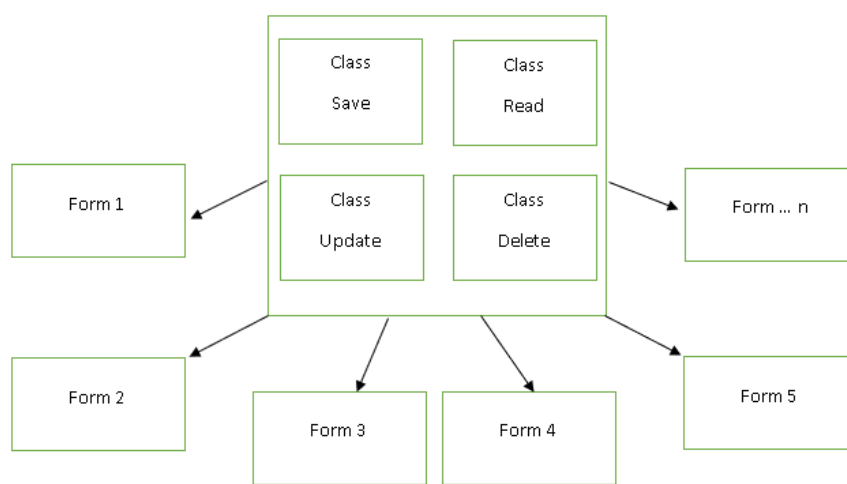 Class
Save
Class
Read
Class
Update
Class
Delete
Form 1
Form ... n
Form 2
Form 3
Form 4
Form 5